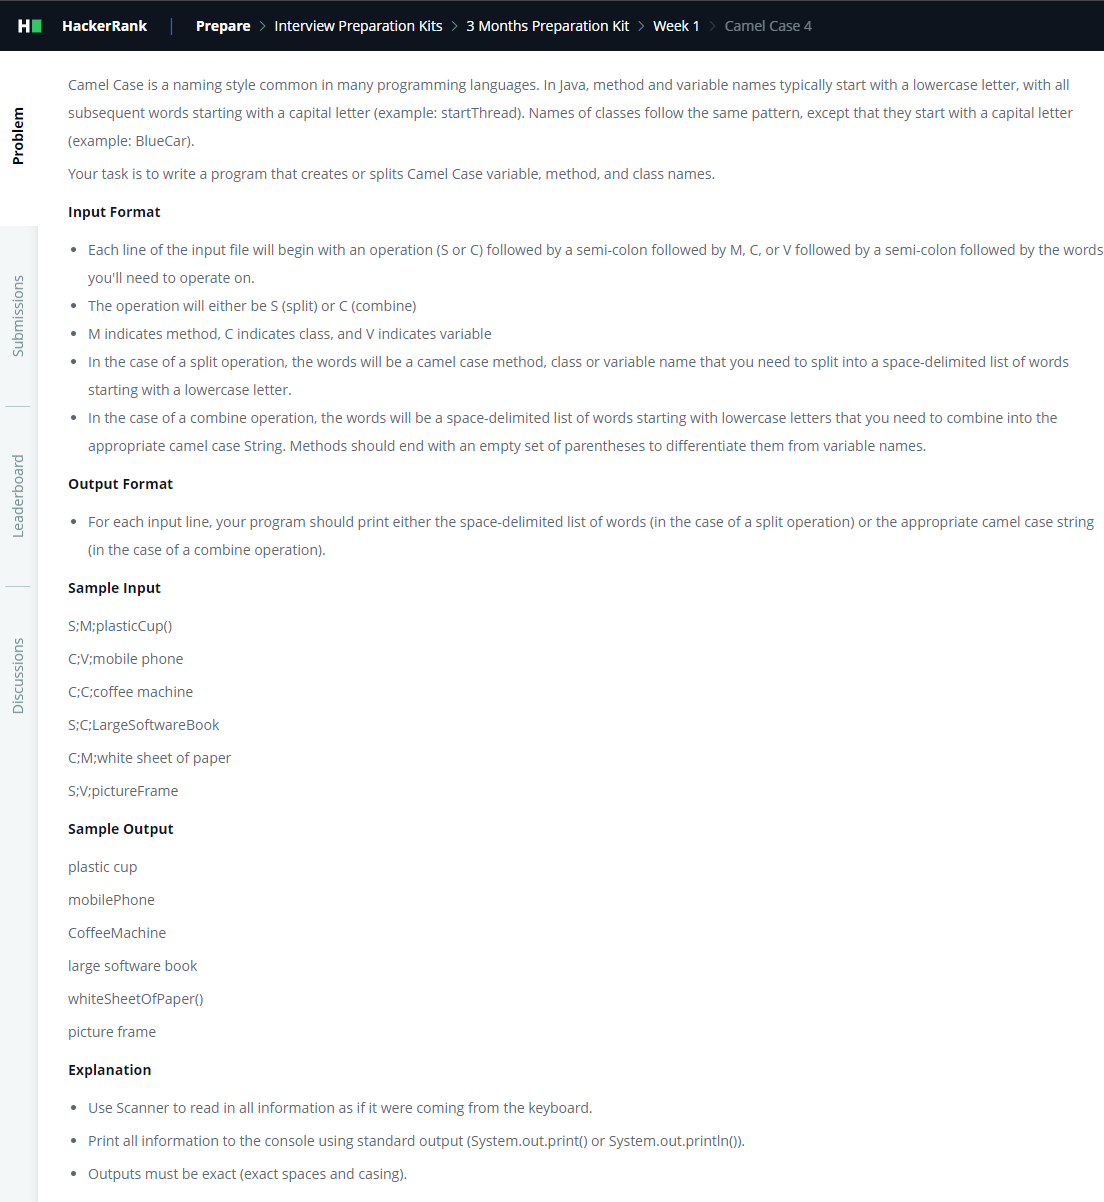 HackerRank | Prepare > Interview Preparation Kits > 3 Months Preparation Kit > Week 1 > Camel Case 4
Problem
Submissions
Leaderboard
Discussions
Camel Case is a naming style common in many programming languages. In Java, method and variable names typically start with a lowercase letter, with all
subsequent words starting with a capital letter (example: startThread). Names of classes follow the same pattern, except that they start with a capital letter
(example: BlueCar).
Your task is to write a program that creates or splits Camel Case variable, method, and class names.
Input Format
• Each line of the input file will begin with an operation (S or C) followed by a semi-colon followed by M, C, or V followed by a semi-colon followed by the words
you'll need to operate on.
• The operation will either be S (split) or C (combine)
• M indicates method, C indicates class, and V indicates variable
• In the case of a split operation, the words will be a camel case method, class or variable name that you need to split into a space-delimited list of words
starting with a lowercase letter.
• In the case of a combine operation, the words will be a space-delimited list of words starting with lowercase letters that you need to combine into the
appropriate camel case String. Methods should end with an empty set of parentheses to differentiate them from variable names.
Output Format
• For each input line, your program should print either the space-delimited list of words (in the case of a split operation) or the appropriate camel case string
(in the case of a combine operation).
Sample Input
S;M;plasticCup()
C;V;mobile phone
C;C;coffee machine
S;C;LargeSoftwareBook
C;M;white sheet of paper
S;V;pictureFrame
Sample Output
plastic cup
mobilePhone
CoffeeMachine
large software book
whiteSheetOfPaper()
picture frame
Explanation
• Use Scanner to read in all information as if it were coming from the keyboard.
• Print all information to the console using standard output (System.out.print() or System.out.println()).
• Outputs must be exact (exact spaces and casing).